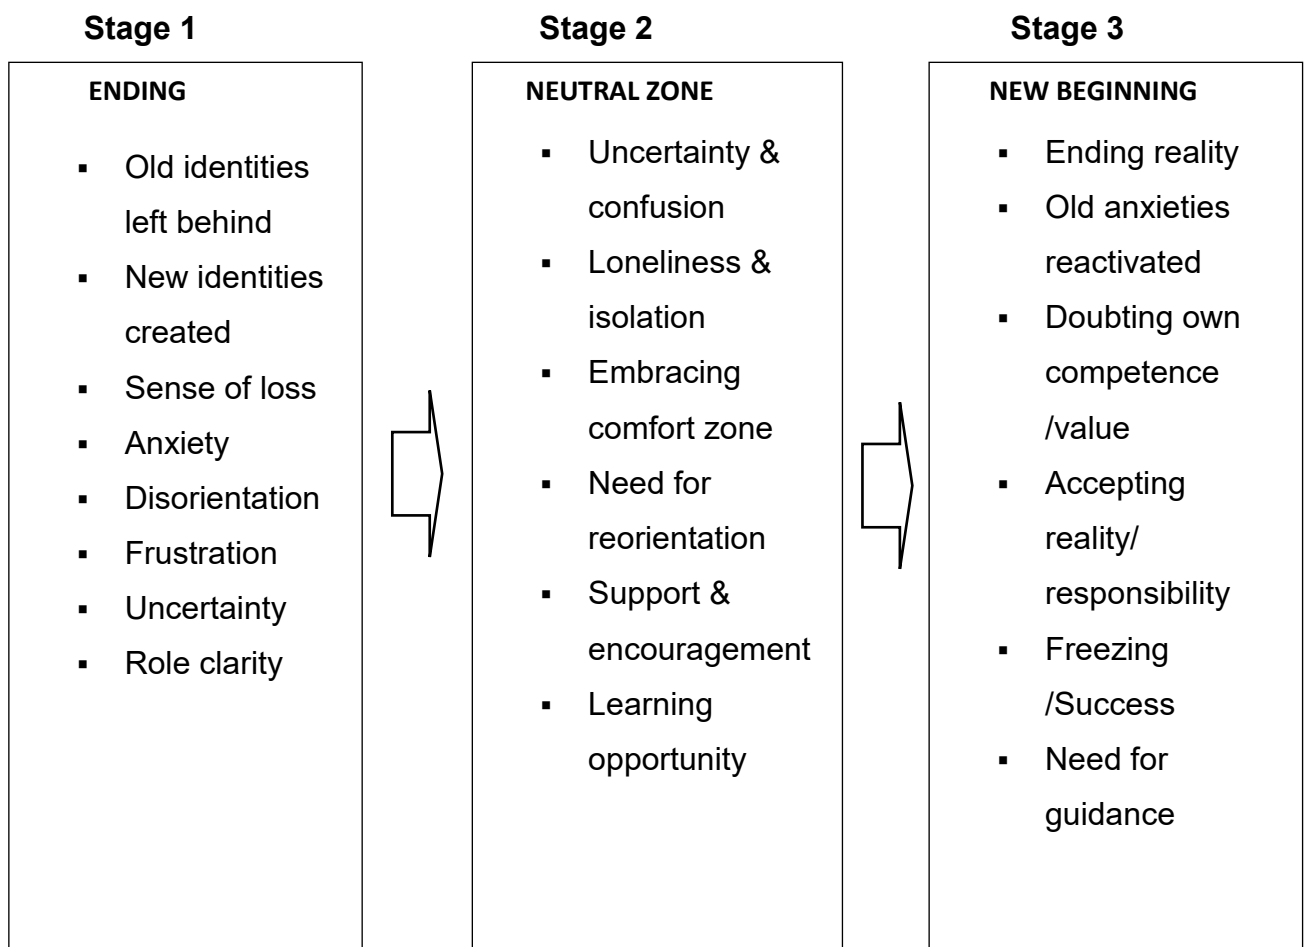 Stage 1
ENDING
▪ Old identities
left behind
▪ New identities
created
▪ Sense of loss
▪ Anxiety
▪ Disorientation
▪ Frustration
▪ Uncertainty
▪ Role clarity
Stage 2
NEUTRAL ZONE
▪ Uncertainty &
confusion
▪ Loneliness &
isolation
▪ Embracing
comfort zone
▪ Need for
reorientation
▪ Support &
encouragement
▪ Learning
opportunity
Stage 3
NEW BEGINNING
▪ Ending reality
▪ Old anxieties
reactivated
▪ Doubting own
competence
/value
▪ Accepting
reality/
responsibility
▪ Freezing
/Success
▪ Need for
guidance